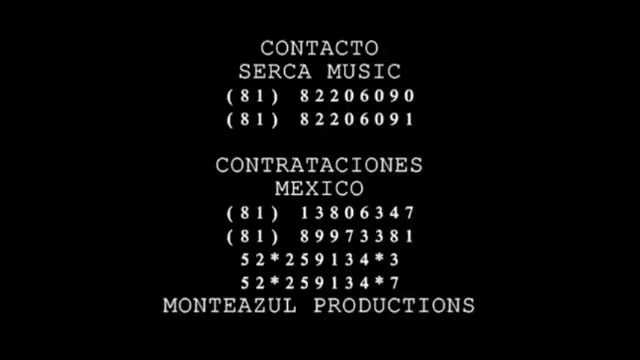 CONTACTO
SERCA MUSIC
(81) 82206090
(81) 82206091
CONTRATACIONES
MEXICO
(81) 13806347
(81) 89973381
52*259134*3
52*259134*7
MONTEAZUL PRODUCTIONS